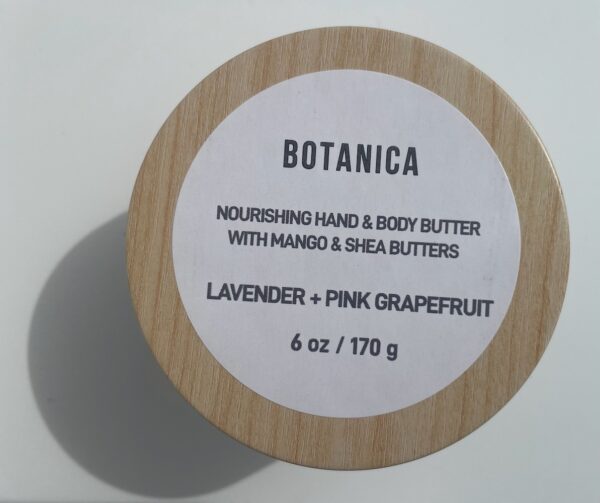 BOTANICA
NOURISHING HAND & BODY BUTTER
WITH MANGO & SHEA BUTTERS
LAVENDER + PINK GRAPEFRUIT
6 oz / 170 g